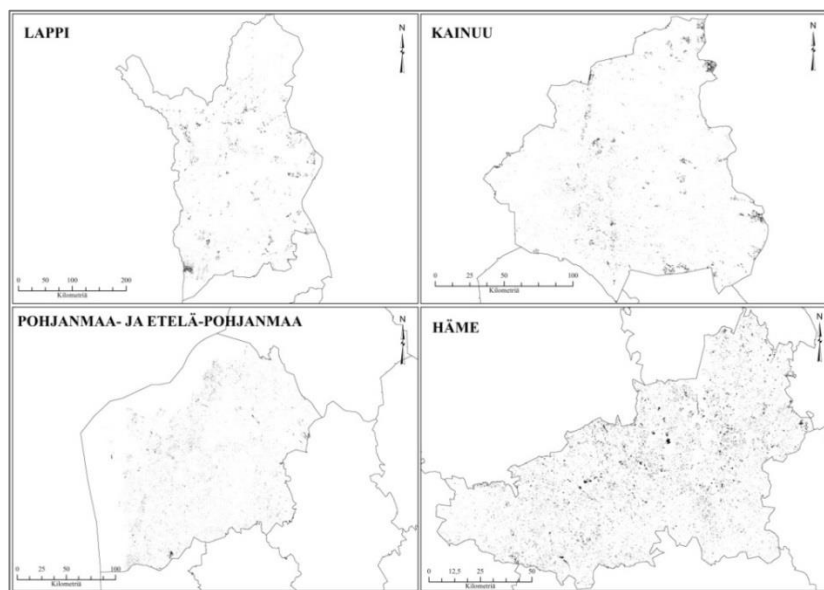 LAPPI
N
0 50 100 200
Kilometriä
KAINUU
N
0 25 50 100
Kilometriä
POHJANMAA- JA ETELÄ-POHJANMAA
N
0 25 50 100
Kilometriä
HÄME
N
0 12,5 25 50
Kilometriä